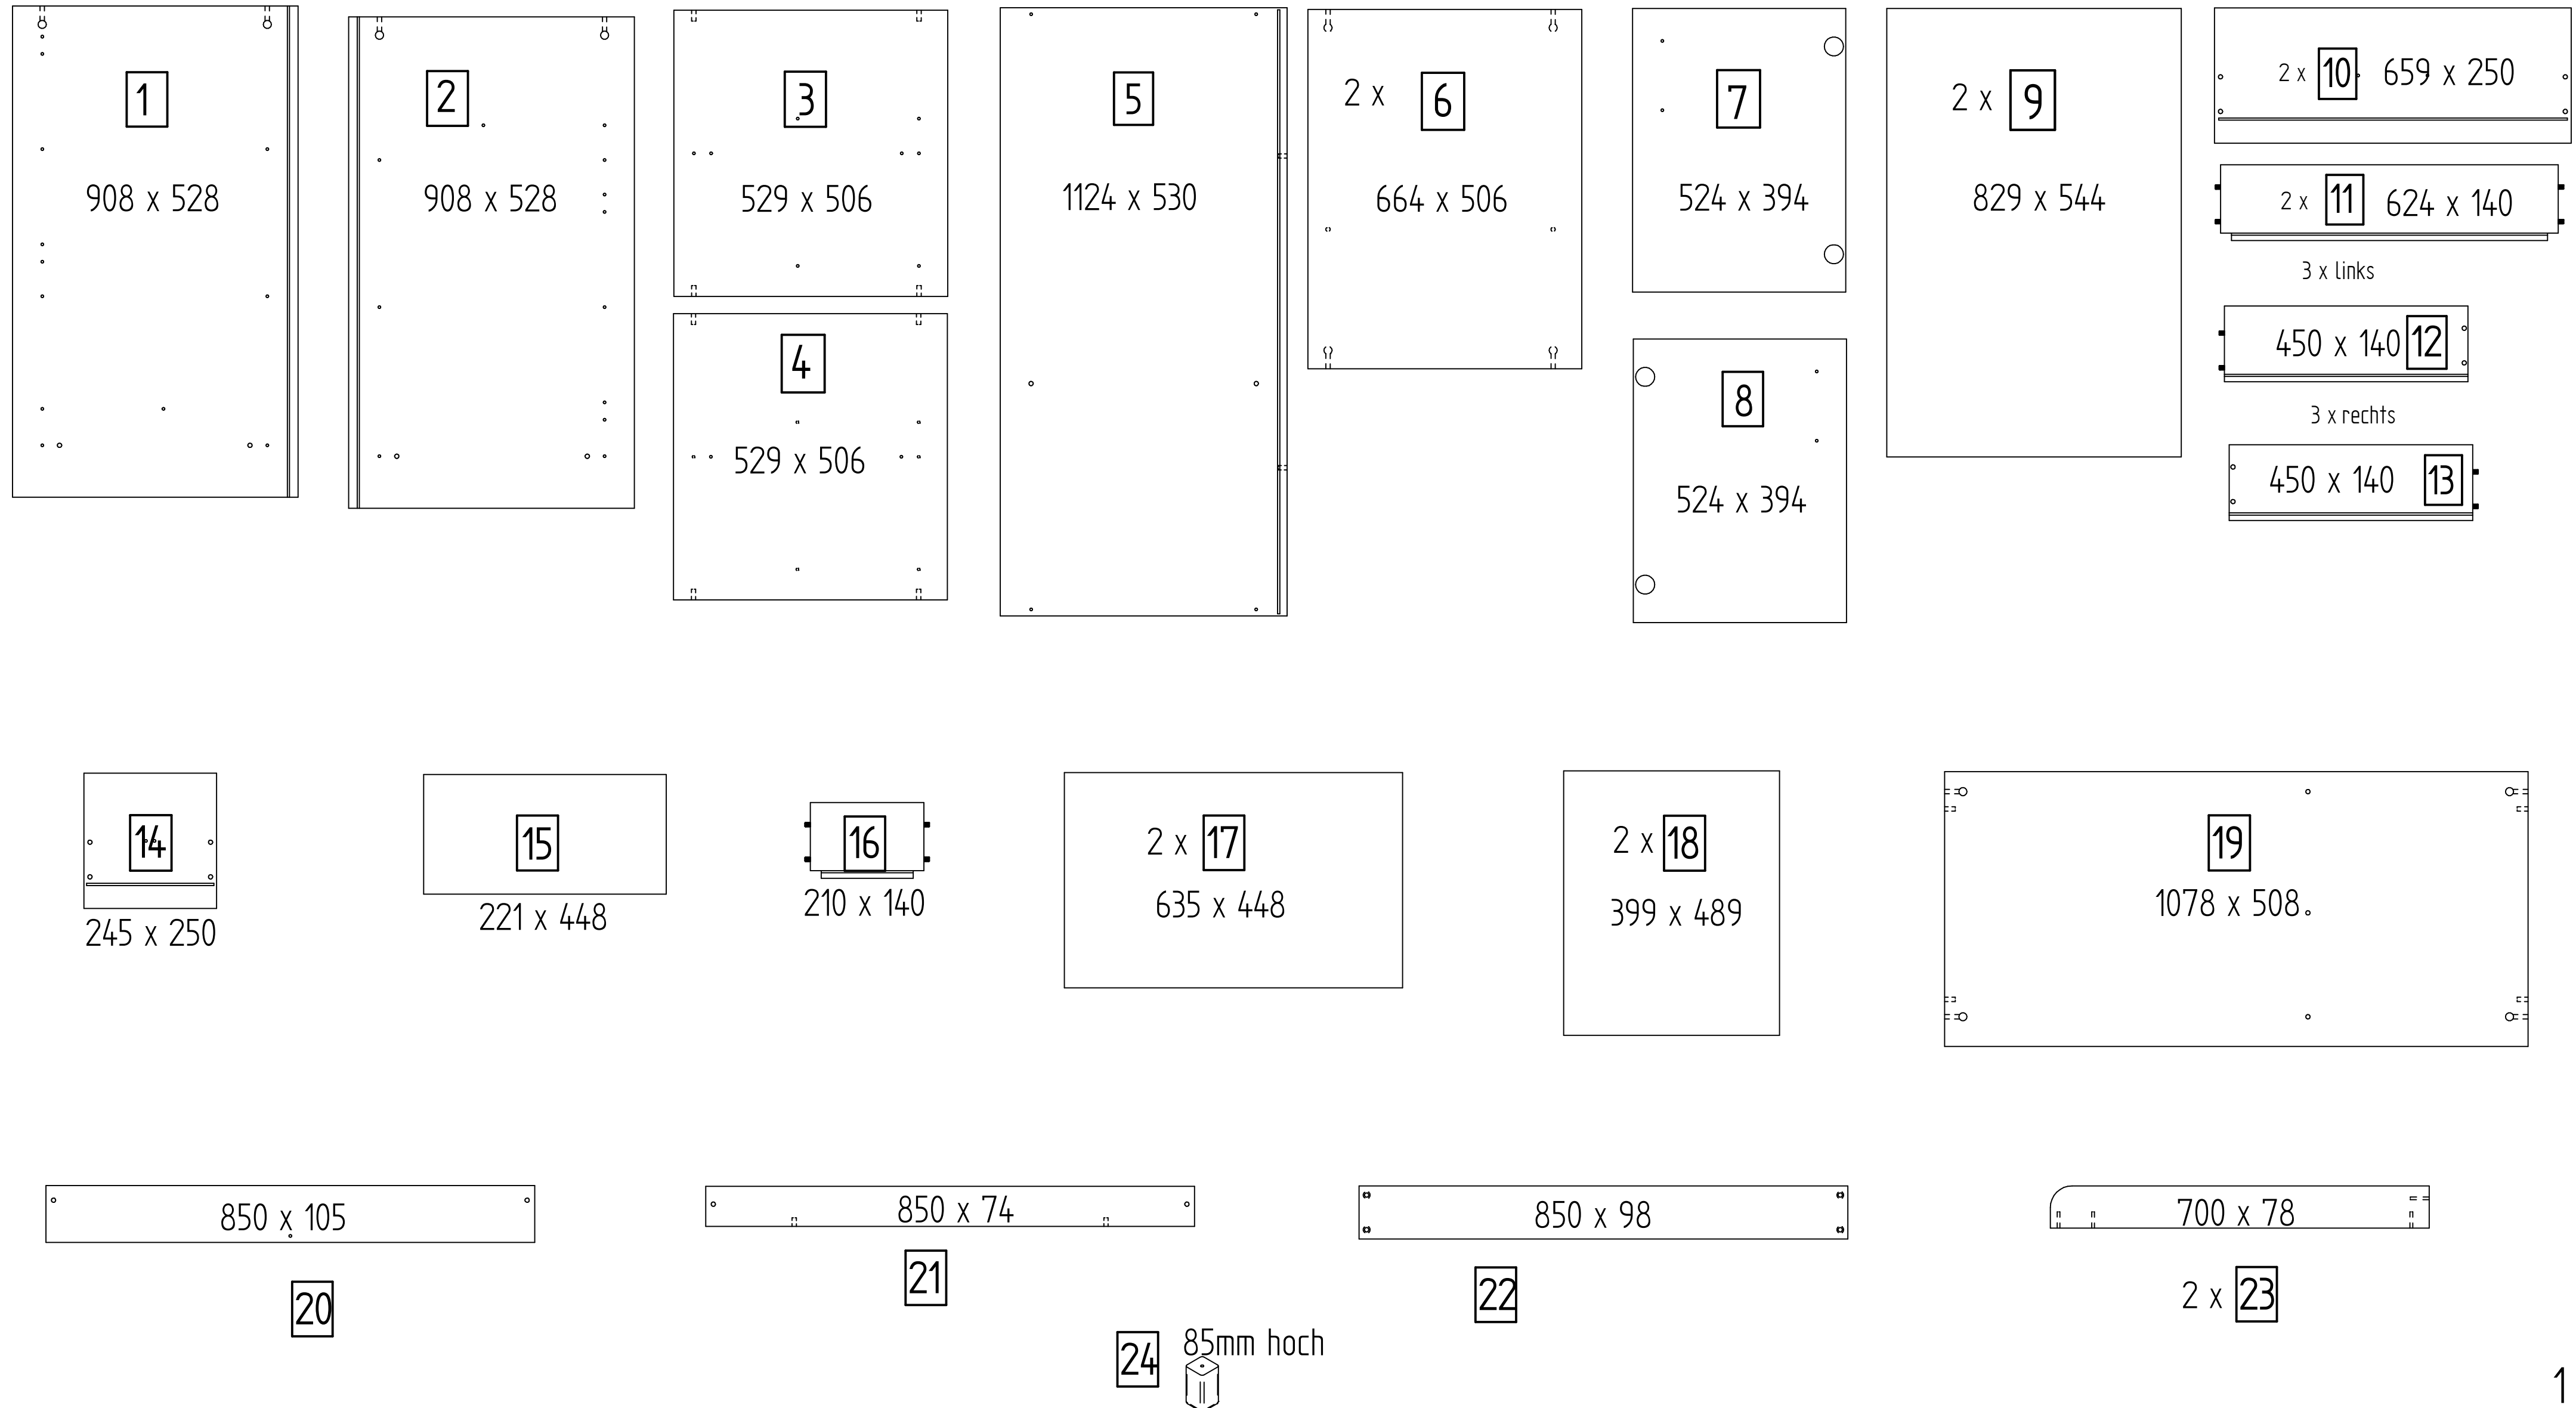 1
908 x 528
2
908 x 528
3
529 x 506
4
529 x 506
5
1124 x 530
2 x 6
664 x 506
7
524 x 394
8
524 x 394
2 x 9
829 x 544
2 x 10 659 x 250
2 x 11 624 x 140
3 x links
450 x 140 12
3 x rechts
450 x 140 13
14
245 x 250
15
221 x 448
16
210 x 140
2 x 17
635 x 448
2 x 18
399 x 489
19
1078 x 508
850 x 105
20
850 x 74
21
850 x 98
22
700 x 78
2 x 23
24 85mm hoch
1